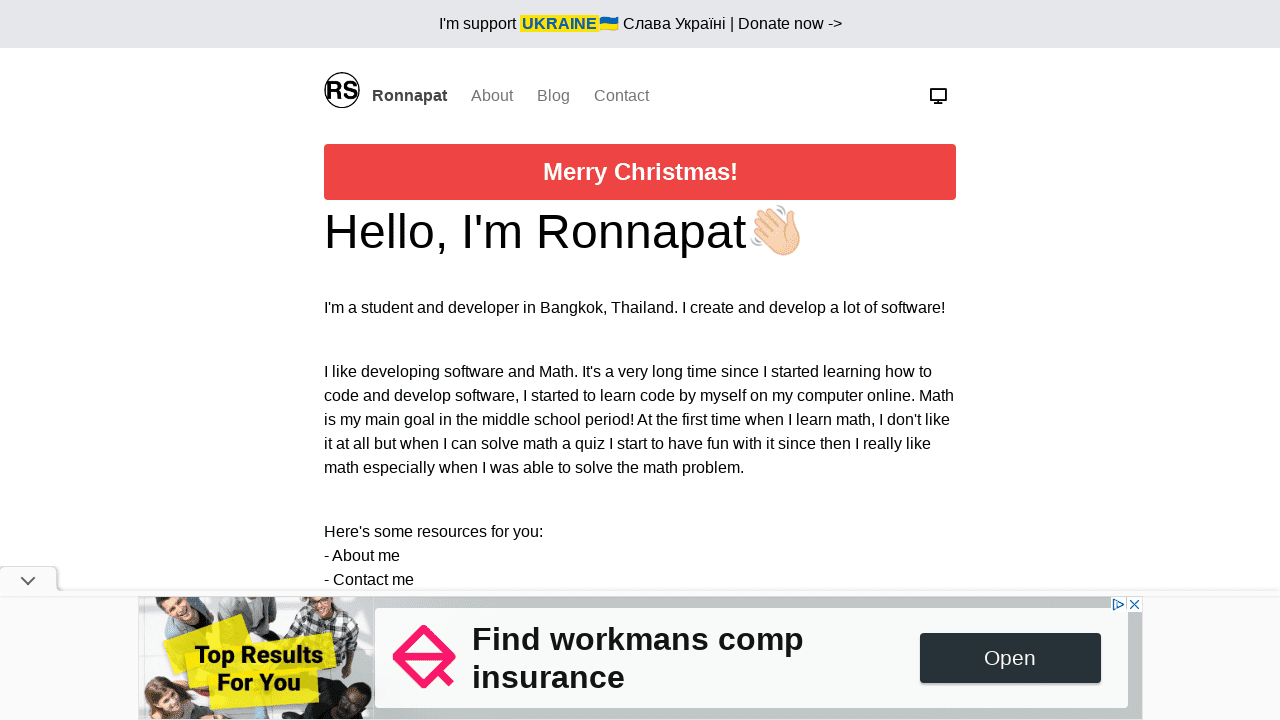 I'm support UKRAINE🇺🇦 Слава Україні | Donate now ->
RS Ronnapat About Blog Contact
Merry Christmas!
Hello, I'm Ronnapat👋🏻
I'm a student and developer in Bangkok, Thailand. I create and develop a lot of software!
I like developing software and Math. It's a very long time since I started learning how to
code and develop software, I started to learn code by myself on my computer online. Math
is my main goal in the middle school period! At the first time when I learn math, I don't like
it at all but when I can solve math a quiz I start to have fun with it since then I really like
math especially when I was able to solve the math problem.
Here's some resources for you:
- About me
- Contact me
Top Results
For You
Find workmans comp
insurance
Open